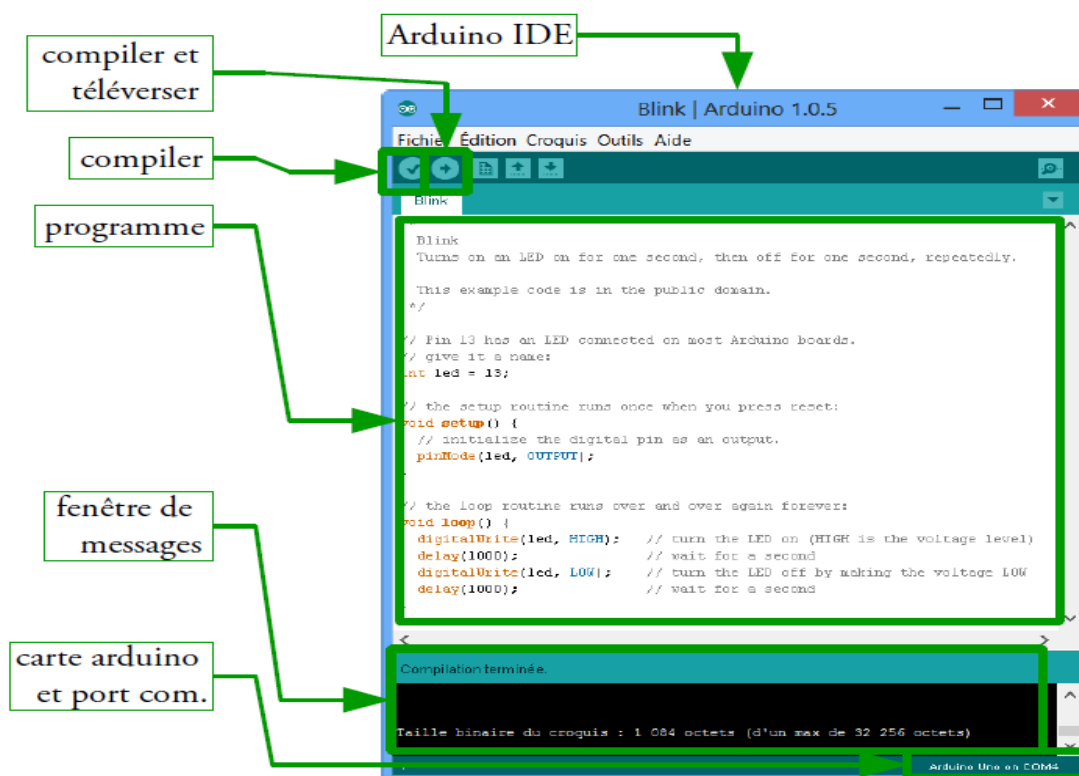 Arduino IDE
compiler et
téléverser
compiler
programme
fenêtre de
messages
carte arduino
et port com.
Blink | Arduino 1.0.5
Fichier Édition Croquis Outils Aide
Blink
Blink
Turns on an LED on for one second, then off for one second, repeatedly.
This example code is in the public domain.
*/
// Pin 13 has an LED connected on most Arduino boards.
// give it a name:
int led = 13;
// the setup routine runs once when you press reset:
void setup() {
// initialize the digital pin as an output.
pinMode(led, OUTPUT);
// the loop routine runs over and over again forever:
void loop() {
digitalWrite(led, HIGH);   // turn the LED on (HIGH is the voltage level)
delay(1000);               // wait for a second
digitalWrite(led, LOW);    // turn the LED off by making the voltage LOW
delay(1000);               // wait for a second
Compilation terminée.
Taille binaire du croquis : 1 084 octets (d'un max de 32 256 octets)
Arduino Uno on COM4